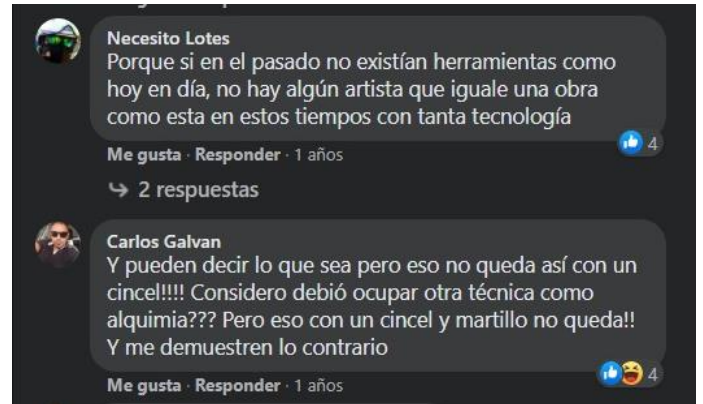 Necesito Lotes
Porque si en el pasado no existían herramientas como
hoy en día, no hay algún artista que iguale una obra
como esta en estos tiempos con tanta tecnología
4
Me gusta · Responder · 1 años
2 respuestas
Carlos Galvan
Y pueden decir lo que sea pero eso no queda así con un
cincel!!!! Considero debió ocupar otra técnica como
alquimia??? Pero eso con un cincel y martillo no queda!!
Y me demuestren lo contrario
4
Me gusta · Responder · 1 años